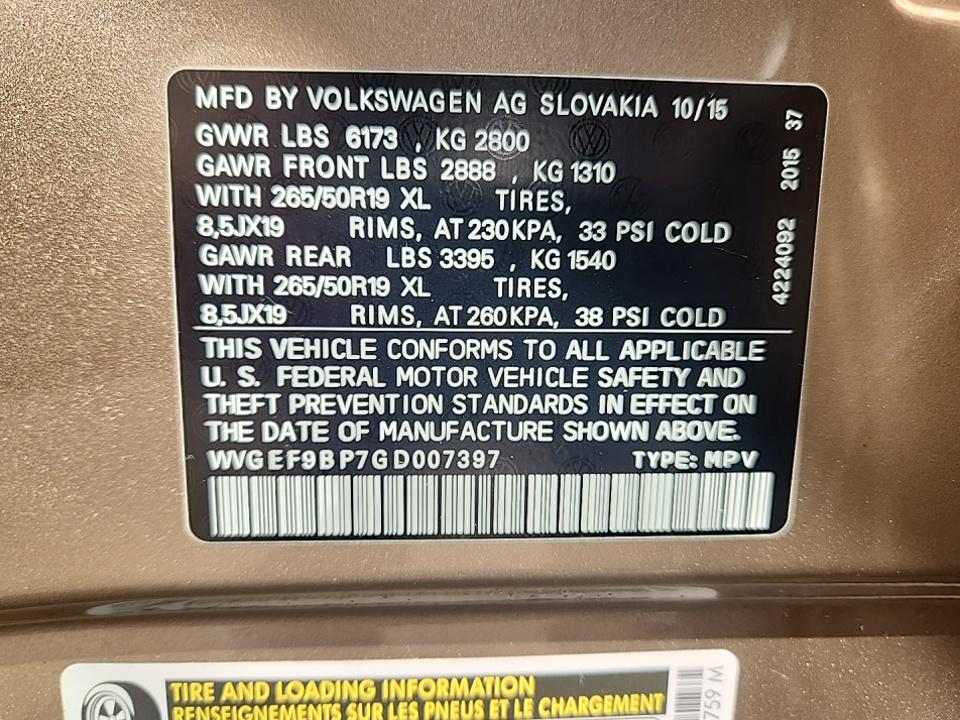 MFD BY VOLKSWAGEN AG SLOVAKIA 10/15
GVWR LBS 6173 , KG 2800
GAWR FRONT LBS 2888 , KG 1310
WITH 265/50R19 XL TIRES,
8,5JX19 RIMS, AT 230KPA, 33 PSI COLD
GAWR REAR LBS 3395 , KG 1540
WITH 265/50R19 XL TIRES,
8,5JX19 RIMS, AT 260KPA, 38 PSI COLD
THIS VEHICLE CONFORMS TO ALL APPLICABLE
U. S. FEDERAL MOTOR VEHICLE SAFETY AND
THEFT PREVENTION STANDARDS IN EFFECT ON
THE DATE OF MANUFACTURE SHOWN ABOVE.
WVGEF9BP7GD007397 TYPE: MPV
4224092 2015 37
TIRE AND LOADING INFORMATION
RENSEIGNEMENTS SUR LES PNEUS ET LE CHARGEMENT
759 M